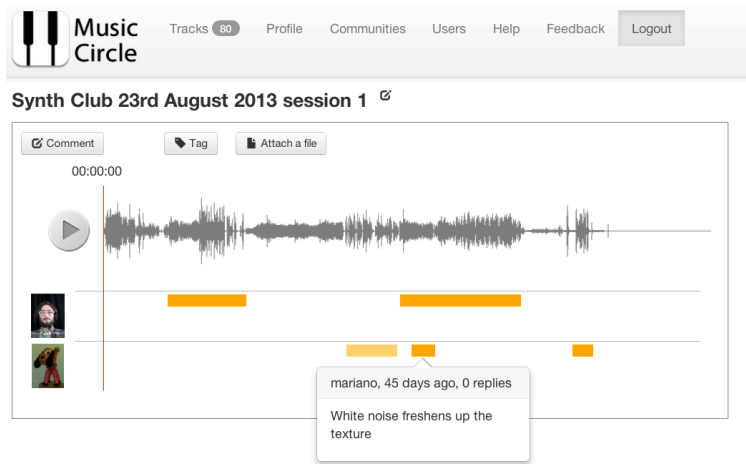 Music Circle
Tracks 80 Profile Communities Users Help Feedback Logout
Synth Club 23rd August 2013 session 1
Comment Tag Attach a file
00:00:00
mariano, 45 days ago, 0 replies
White noise freshens up the
texture